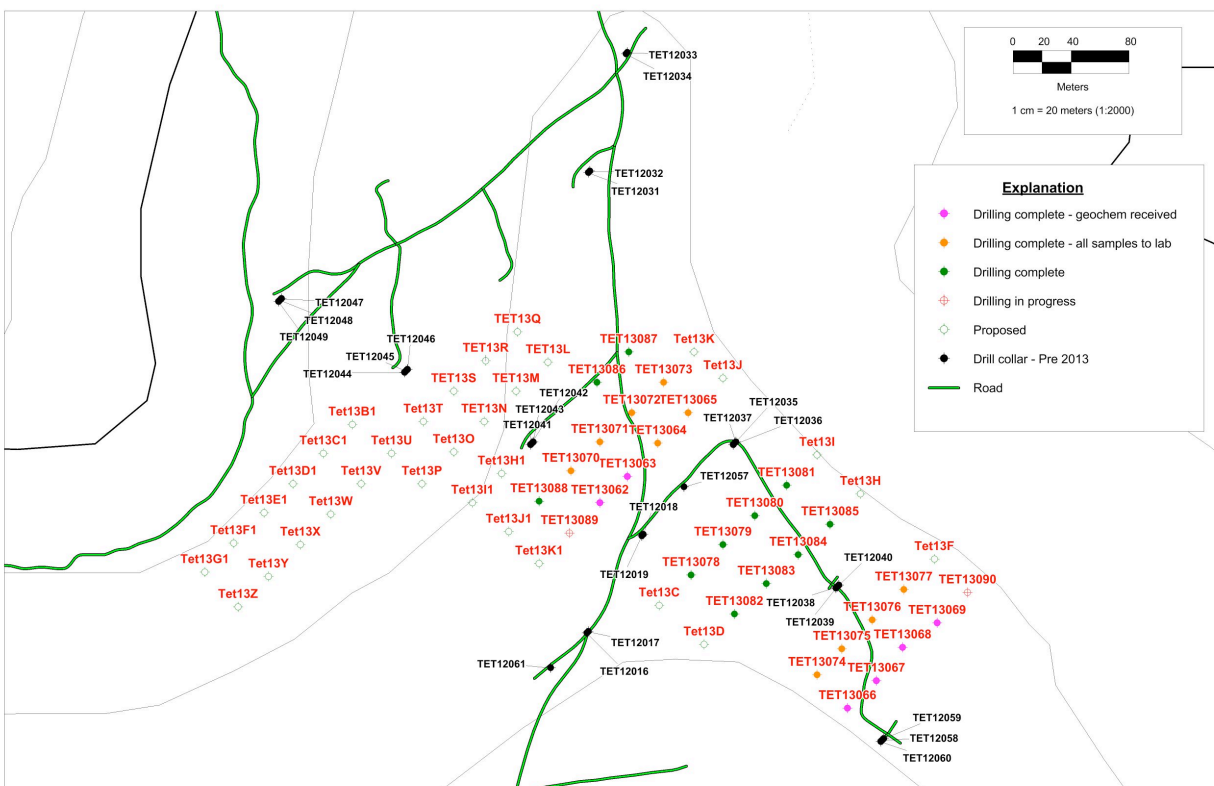 0 20 40 80
Meters
1 cm = 20 meters (1:2000)
Explanation
Drilling complete - geochem received
Drilling complete - all samples to lab
Drilling complete
Drilling in progress
Proposed
Drill collar - Pre 2013
Road
TET12033
TET12034
TET12032
TET12031
TET12047
TET12048
TET12049
TET12046
TET12045
TET12044
TET13Q
TET13R
TET13L
TET13S
TET13M
TET13087
TET13086
Tet13K
TET13073
Tet13J
TET12042
TET12043
TET12041
TET13072
TET13065
TET12035
TET12037
TET12036
Tet13B1
Tet13T
TET13N
TET13071
TET13064
Tet13C1
Tet13U
Tet13O
Tet13I
Tet13D1
Tet13V
Tet13P
Tet13H1
TET13070
TET13063
TET12057
TET13081
Tet13H
Tet13E1
Tet13W
Tet13I1
TET13088
TET13062
TET12018
TET13080
TET13085
Tet13F1
Tet13X
Tet13J1
TET13089
TET13079
TET13084
Tet13F
Tet13G1
Tet13Y
Tet13K1
TET12019
TET13078
TET13083
TET12040
TET13077
TET13090
Tet13Z
Tet13C
TET13082
TET12038
TET12039
TET13076
TET13069
Tet13D
TET13075
TET13068
TET12017
TET12061
TET12016
TET13074
TET13067
TET13066
TET12059
TET12058
TET12060